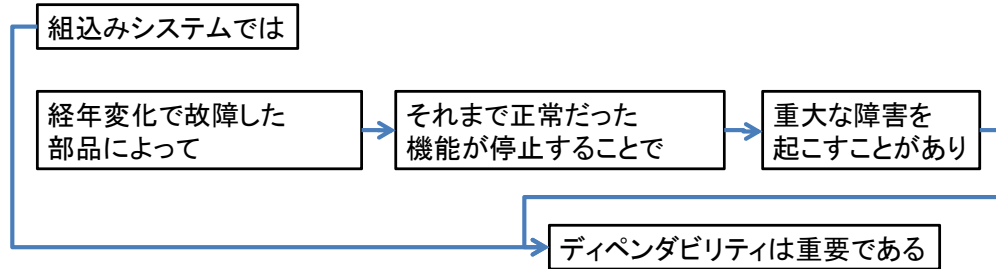 組込みシステムでは
経年変化で故障した
部品によって
それまで正常だった
機能が停止することで
重大な障害を
起こすことがあり
ディペンダビリティは重要である